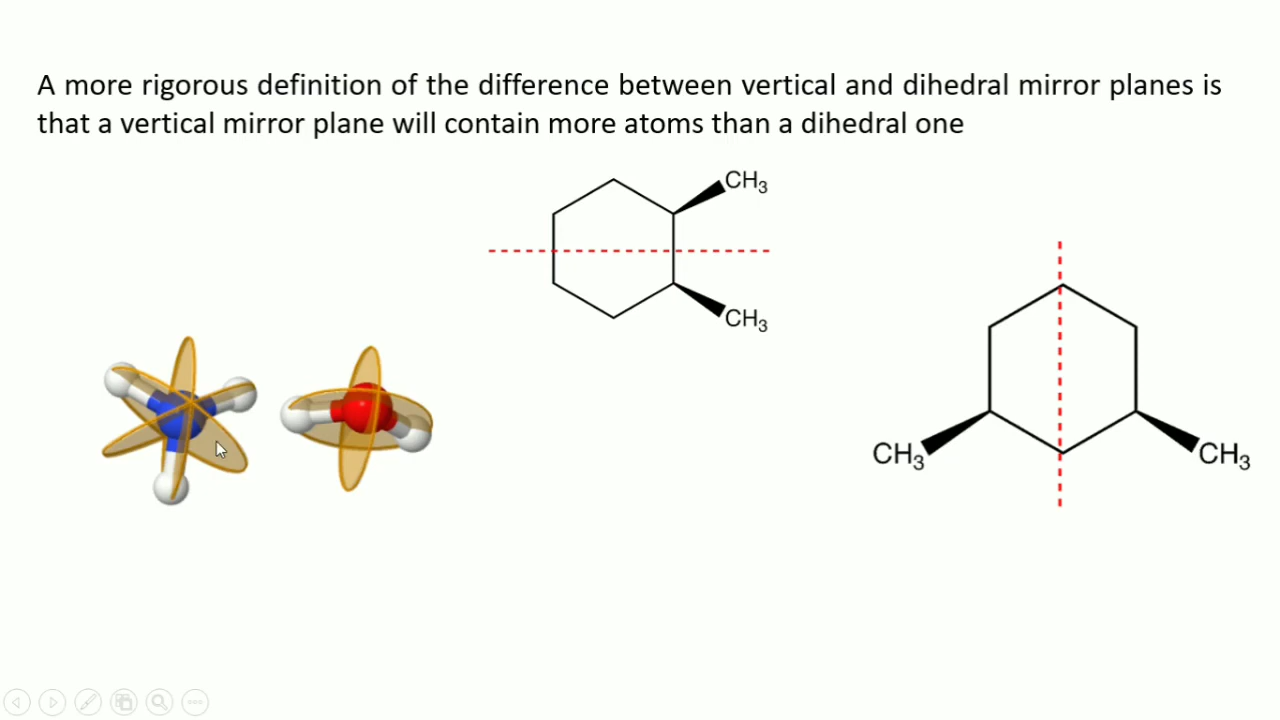 A more rigorous definition of the difference between vertical and dihedral mirror planes is
that a vertical mirror plane will contain more atoms than a dihedral one
CH3
CH3
CH3
CH3